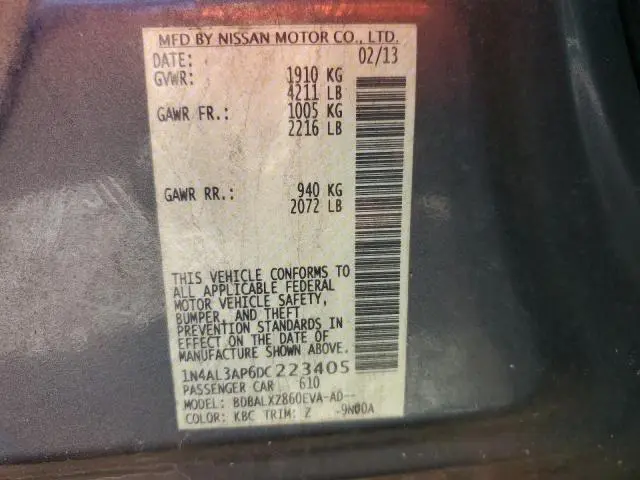 MFD BY NISSAN MOTOR CO., LTD.
DATE: 02/13
GVWR: 1910 KG
4211 LB
GAWR FR.: 1005 KG
2216 LB
GAWR RR.: 940 KG
2072 LB
THIS VEHICLE CONFORMS TO
ALL APPLICABLE FEDERAL
MOTOR VEHICLE SAFETY,
BUMPER, AND THEFT
PREVENTION STANDARDS IN
EFFECT ON THE DATE OF
MANUFACTURE SHOWN ABOVE.
1N4AL3AP6DC223405
PASSENGER CAR 610
MODEL: BDBALXZ860EVA-AD--
COLOR: KBC TRIM: Z -9N00A